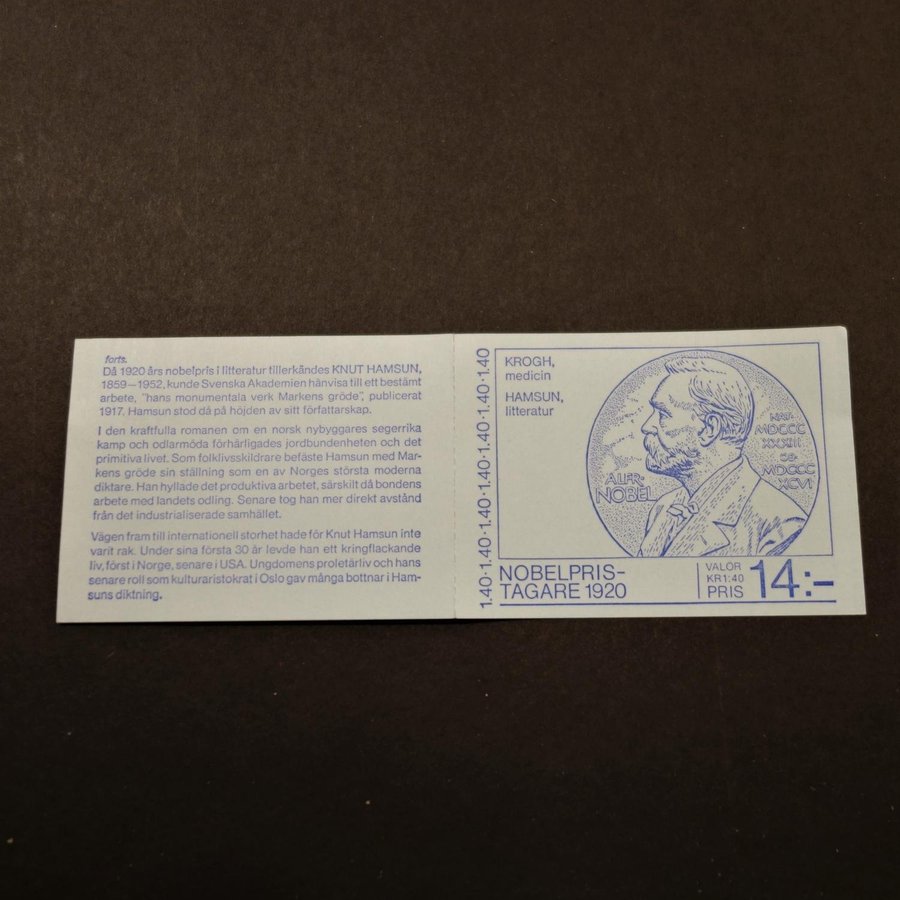 forts.
Då 1920 års nobelpris i litteratur tillerkändes KNUT HAMSUN,
1859—1952, kunde Svenska Akademien hänvisa till ett bestämt
arbete, "hans monumentala verk Markens gröde", publicerat
1917. Hamsun stod då på höjden av sitt författarskap.
I den kraftfulla romanen om en norsk nybyggares segerrika
kamp och odlarmöda förhärligades jordbundenheten och det
primitiva livet. Som folklivsskildrare befäste Hamsun med Mar-
kens gröde sin ställning som en av Norges största moderna
diktare. Han hyllade det produktiva arbetet, särskilt då bondens
arbete med landets odling. Senare tog han mer direkt avstånd
från det industrialiserade samhället.
Vägen fram till internationell storhet hade för Knut Hamsun inte
varit rak. Under sina första 30 år levde han ett kringflackande
liv, först i Norge, senare i USA. Ungdomens proletärliv och hans
senare roll som kulturaristokrat i Oslo gav många bottnar i Ham-
suns diktning.
1.40·1.40·1.40·1.40·1.40·1.40·1.40
KROGH,
medicin
HAMSUN,
litteratur
ALFR·
NOBEL
NAT·
MDCCC
XXXIII
OB·
MDCCC
XCVI
NOBELPRIS-
TAGARE 1920
VALÖR
KR 1:40
PRIS 14:–